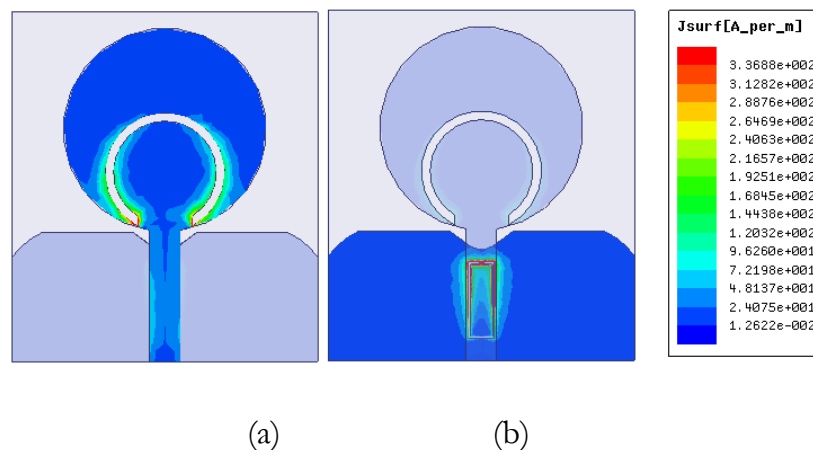 Jsurf[A_per_m]
3.3688e+002
3.1282e+002
2.8876e+002
2.6469e+002
2.4063e+002
2.1657e+002
1.9251e+002
1.6845e+002
1.4438e+002
1.2032e+002
9.6260e+001
7.2198e+001
4.8137e+001
2.4075e+001
1.2622e-002
(a) (b)